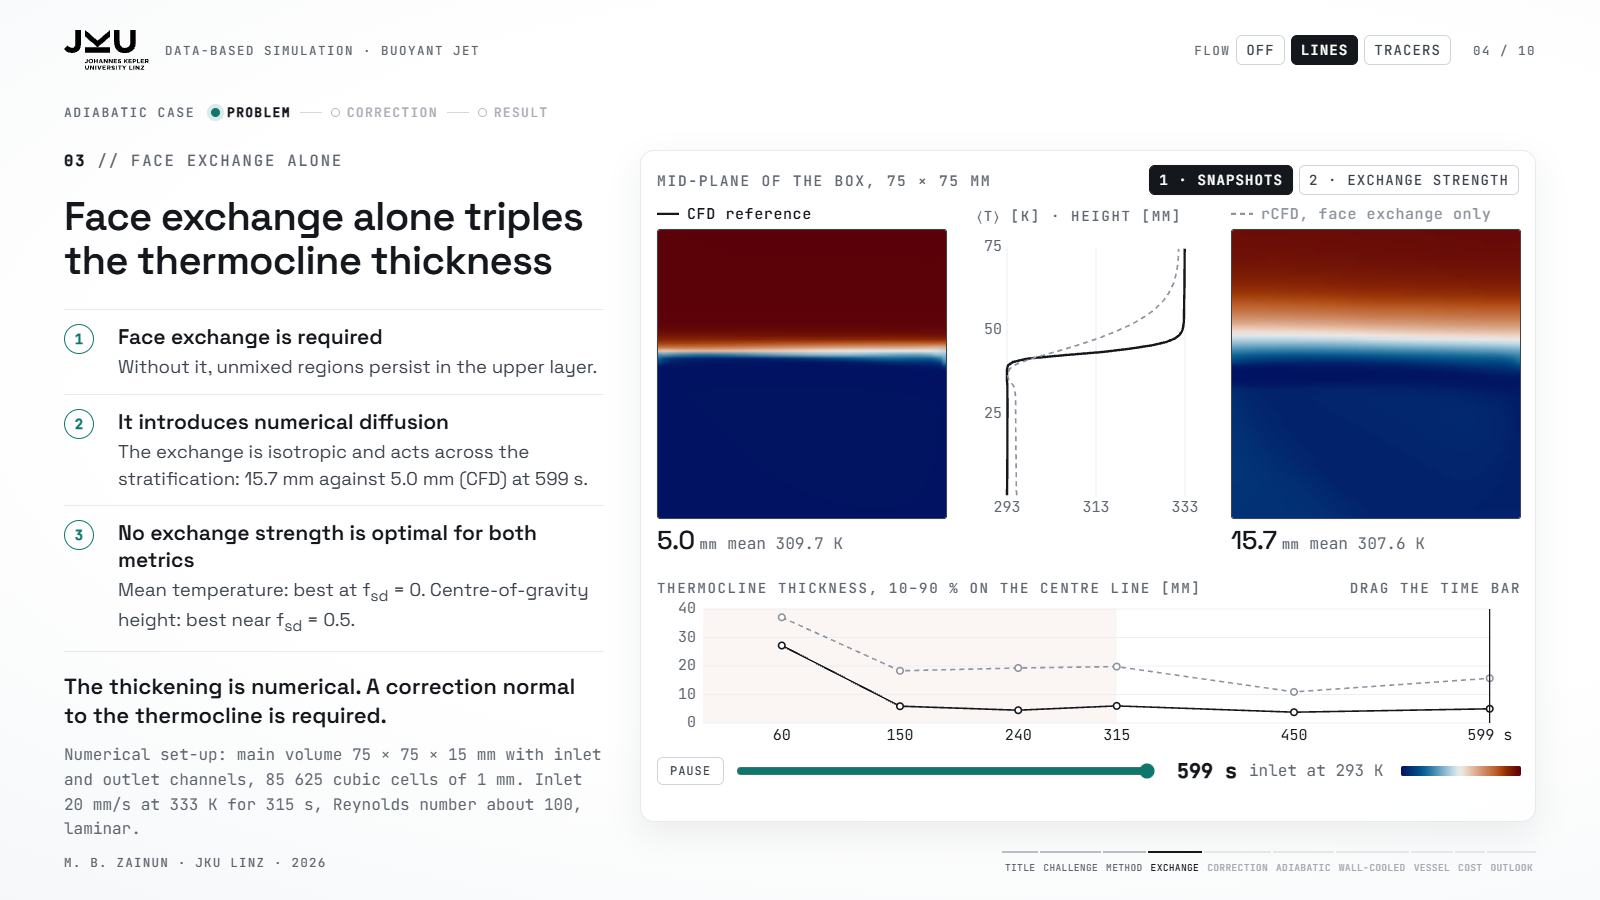 JKU
JOHANNES KEPLER
UNIVERSITY LINZ
DATA-BASED SIMULATION · BUOYANT JET
FLOW OFF LINES TRACERS 04 / 10
ADIABATIC CASE PROBLEM CORRECTION RESULT
03 // FACE EXCHANGE ALONE
Face exchange alone triples
the thermocline thickness
1 Face exchange is required
Without it, unmixed regions persist in the upper layer.
2 It introduces numerical diffusion
The exchange is isotropic and acts across the
stratification: 15.7 mm against 5.0 mm (CFD) at 599 s.
3 No exchange strength is optimal for both
metrics
Mean temperature: best at fsd = 0. Centre-of-gravity
height: best near fsd = 0.5.
The thickening is numerical. A correction normal
to the thermocline is required.
Numerical set-up: main volume 75 × 75 × 15 mm with inlet
and outlet channels, 85 625 cubic cells of 1 mm. Inlet
20 mm/s at 333 K for 315 s, Reynolds number about 100,
laminar.
M. B. ZAINUN · JKU LINZ · 2026
MID-PLANE OF THE BOX, 75 × 75 MM
1 · SNAPSHOTS 2 · EXCHANGE STRENGTH
CFD reference
⟨T⟩ [K] · HEIGHT [MM]
rCFD, face exchange only
75
50
25
293 313 333
5.0 mm mean 309.7 K
15.7 mm mean 307.6 K
THERMOCLINE THICKNESS, 10–90 % ON THE CENTRE LINE [MM] DRAG THE TIME BAR
40
30
20
10
0
60 150 240 315 450 599 s
PAUSE 599 s inlet at 293 K
TITLE CHALLENGE METHOD EXCHANGE CORRECTION ADIABATIC WALL-COOLED VESSEL COST OUTLOOK